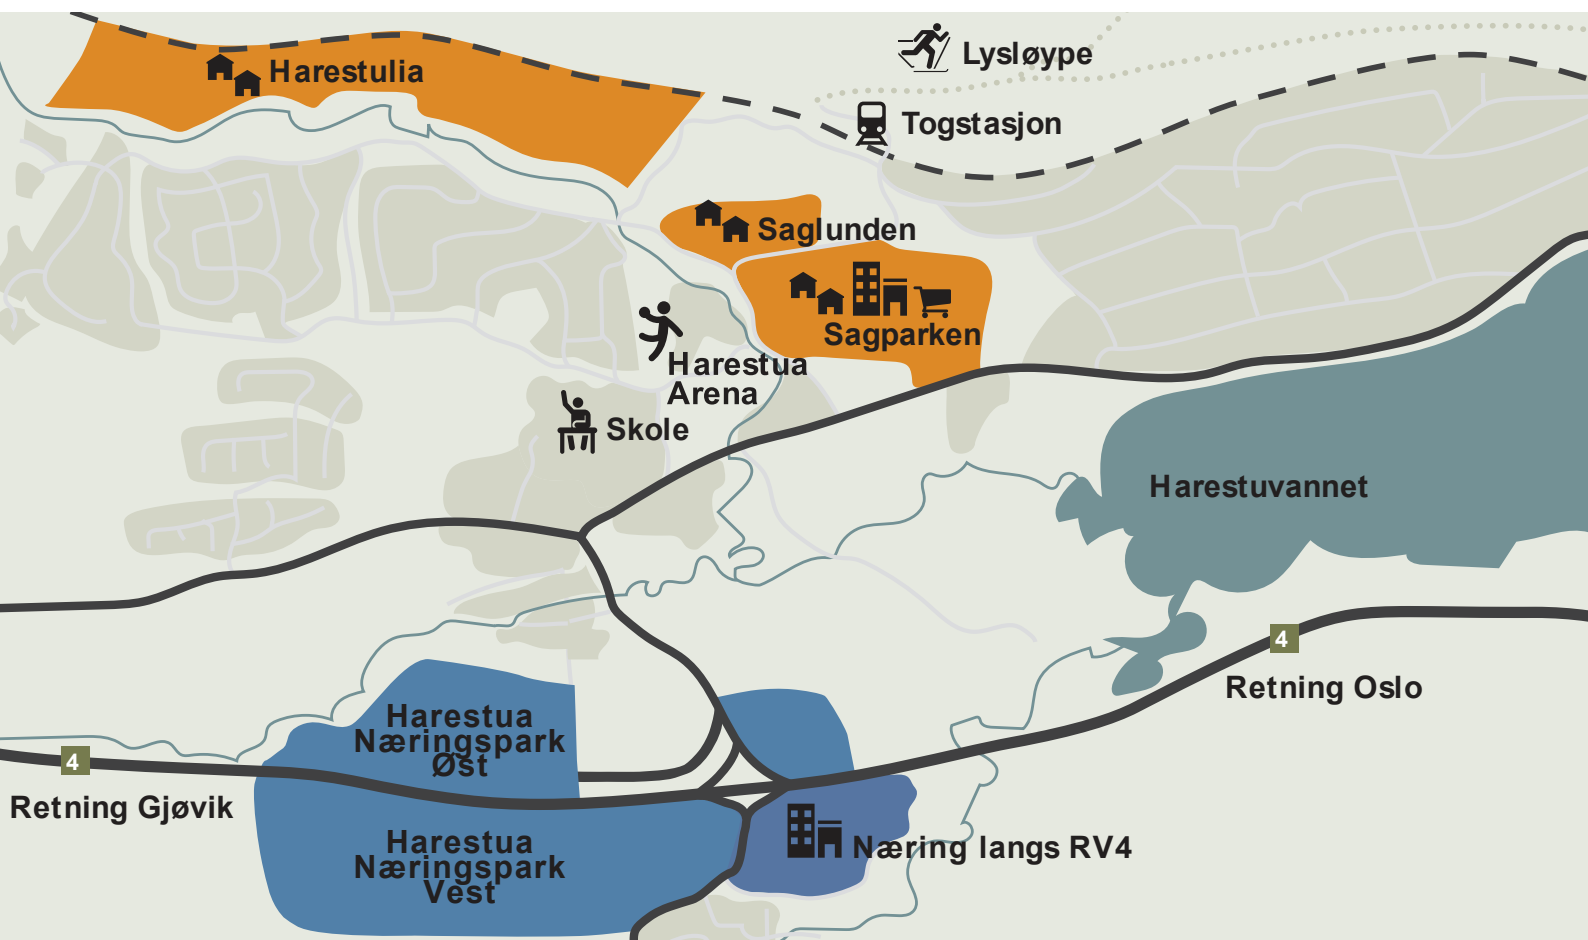 Lysløype
Harestulia
Togstasjon
Saglunden
Sagparken
Harestua
Arena
Skole
Harestuvannet
4
Retning Oslo
Harestua
Næringspark
Øst
4
Retning Gjøvik
Harestua
Næringspark
Vest
Næring langs RV4